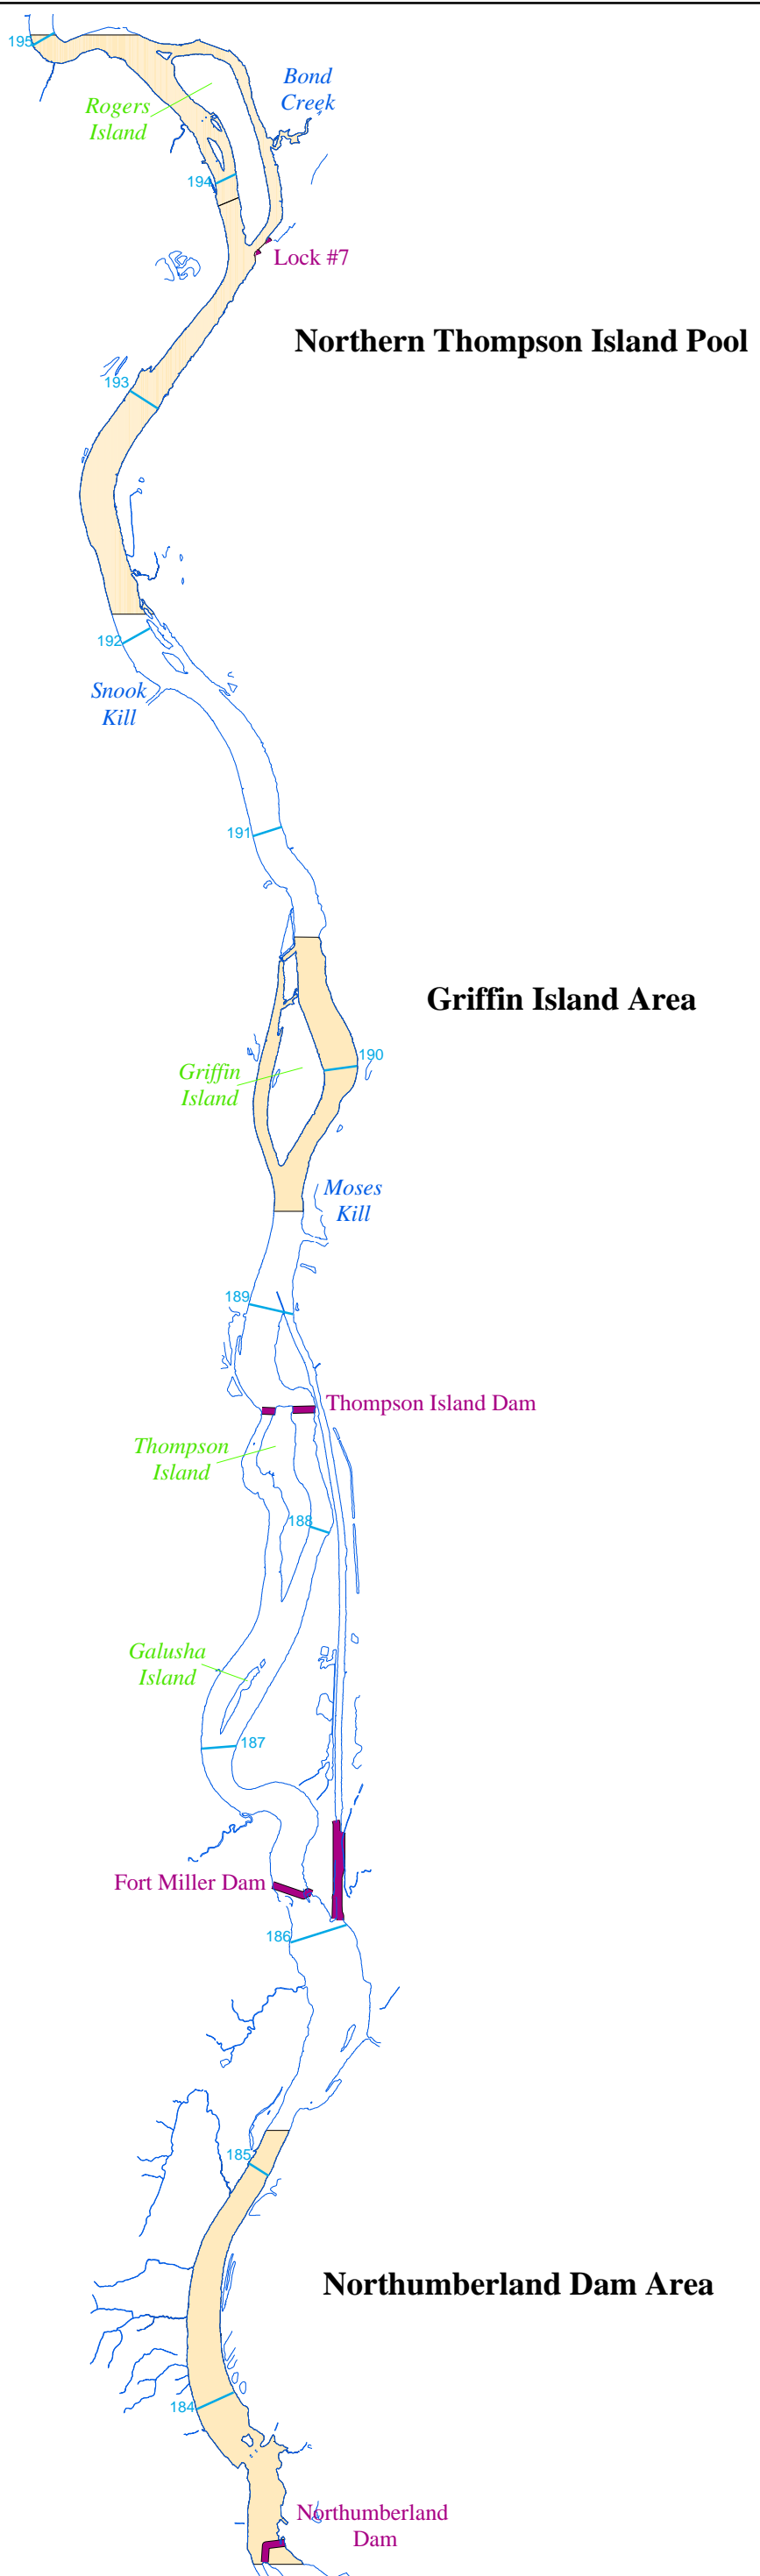 195
Bond
Creek
Rogers
Island
194
Lock #7
Northern Thompson Island Pool
193
192
Snook
Kill
191
Griffin Island Area
190
Griffin
Island
Moses
Kill
189
Thompson Island Dam
Thompson
Island
188
Galusha
Island
187
Fort Miller Dam
186
185
Northumberland Dam Area
184
Northumberland
Dam